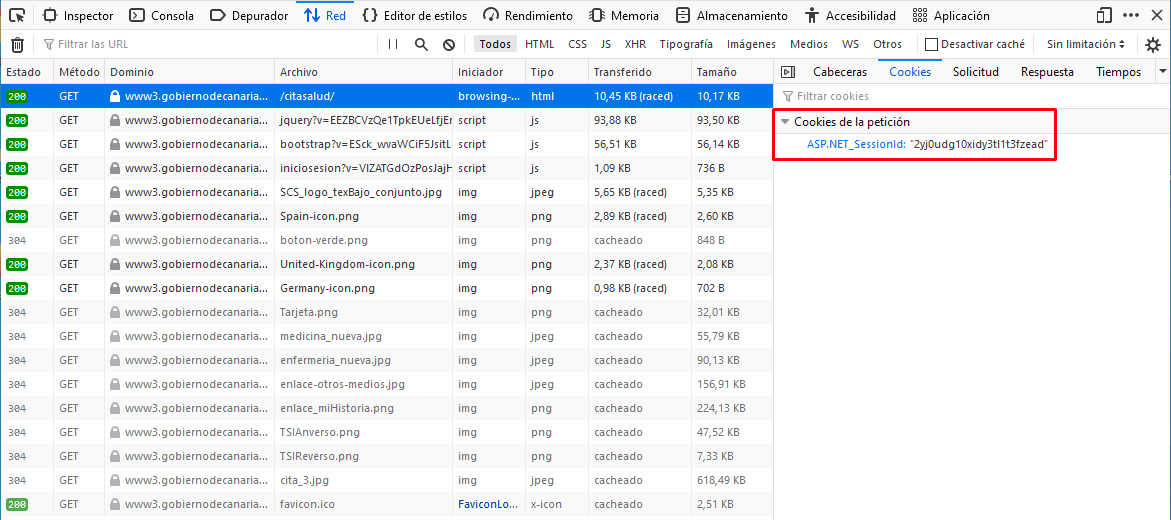 Inspector Consola Depurador Red Editor de estilos Rendimiento Memoria Almacenamiento Accesibilidad Aplicación
Filtrar las URL Todos HTML CSS JS XHR Tipografía Imágenes Medios WS Otros Desactivar caché Sin limitación
Estado Método Dominio Archivo Iniciador Tipo Transferido Tamaño Cabeceras Cookies Solicitud Respuesta Tiempos
200 GET www3.gobiernodecanaria... /citasalud/ browsing-... html 10,45 KB (raced) 10,17 KB Filtrar cookies
200 GET www3.gobiernodecanaria... jquery?v=EEZBCVzQe1TpkEUeLfjEr script js 93,88 KB 93,50 KB Cookies de la petición
200 GET www3.gobiernodecanaria... bootstrap?v=ESck_wvaWCiF5JsitL script js 56,51 KB 56,14 KB ASP.NET_SessionId: "2yj0udg10xidy3tl1t3fzead"
200 GET www3.gobiernodecanaria... iniciosesion?v=VIZATGdOzPosJajH script js 1,09 KB 736 B
200 GET www3.gobiernodecanaria... SCS_logo_texBajo_conjunto.jpg img jpeg 5,65 KB (raced) 5,35 KB
200 GET www3.gobiernodecanaria... Spain-icon.png img png 2,89 KB (raced) 2,60 KB
304 GET www3.gobiernodecanaria... boton-verde.png img png cacheado 848 B
200 GET www3.gobiernodecanaria... United-Kingdom-icon.png img png 2,37 KB (raced) 2,08 KB
200 GET www3.gobiernodecanaria... Germany-icon.png img png 0,98 KB (raced) 702 B
304 GET www3.gobiernodecanaria... Tarjeta.png img png cacheado 32,01 KB
304 GET www3.gobiernodecanaria... medicina_nueva.jpg img jpeg cacheado 55,79 KB
304 GET www3.gobiernodecanaria... enfermeria_nueva.jpg img jpeg cacheado 90,13 KB
304 GET www3.gobiernodecanaria... enlace-otros-medios.jpg img jpeg cacheado 156,91 KB
304 GET www3.gobiernodecanaria... enlace_miHistoria.png img png cacheado 224,13 KB
304 GET www3.gobiernodecanaria... TSIAnverso.png img png cacheado 47,52 KB
304 GET www3.gobiernodecanaria... TSIReverso.png img png cacheado 7,33 KB
304 GET www3.gobiernodecanaria... cita_3.jpg img jpeg cacheado 618,49 KB
200 GET www3.gobiernodecanaria... favicon.ico FaviconLo... x-icon cacheado 2,51 KB